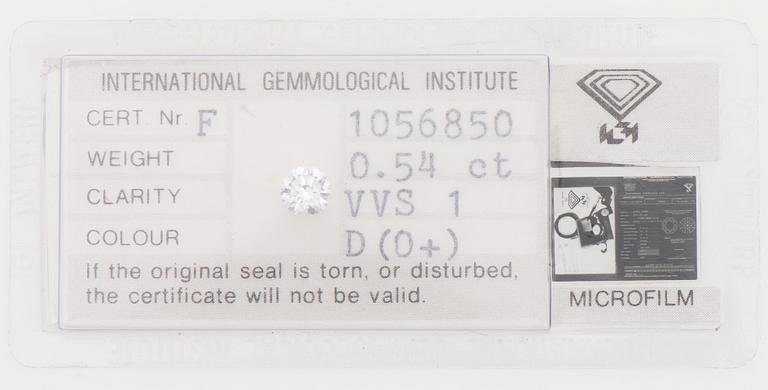 INTERNATIONAL GEMMOLOGICAL INSTITUTE
CERT. Nr. F 1056850
WEIGHT 0.54 ct
CLARITY VVS 1
COLOUR D (0+)
If the original seal is torn, or disturbed,
the certificate will not be valid.
MICROFILM